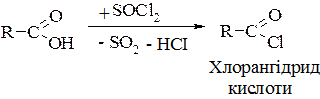 R–C
O
OH
+SOCl₂
- SO₂ - HCl
R–C
O
Cl
Хлорангідрид
кислоти